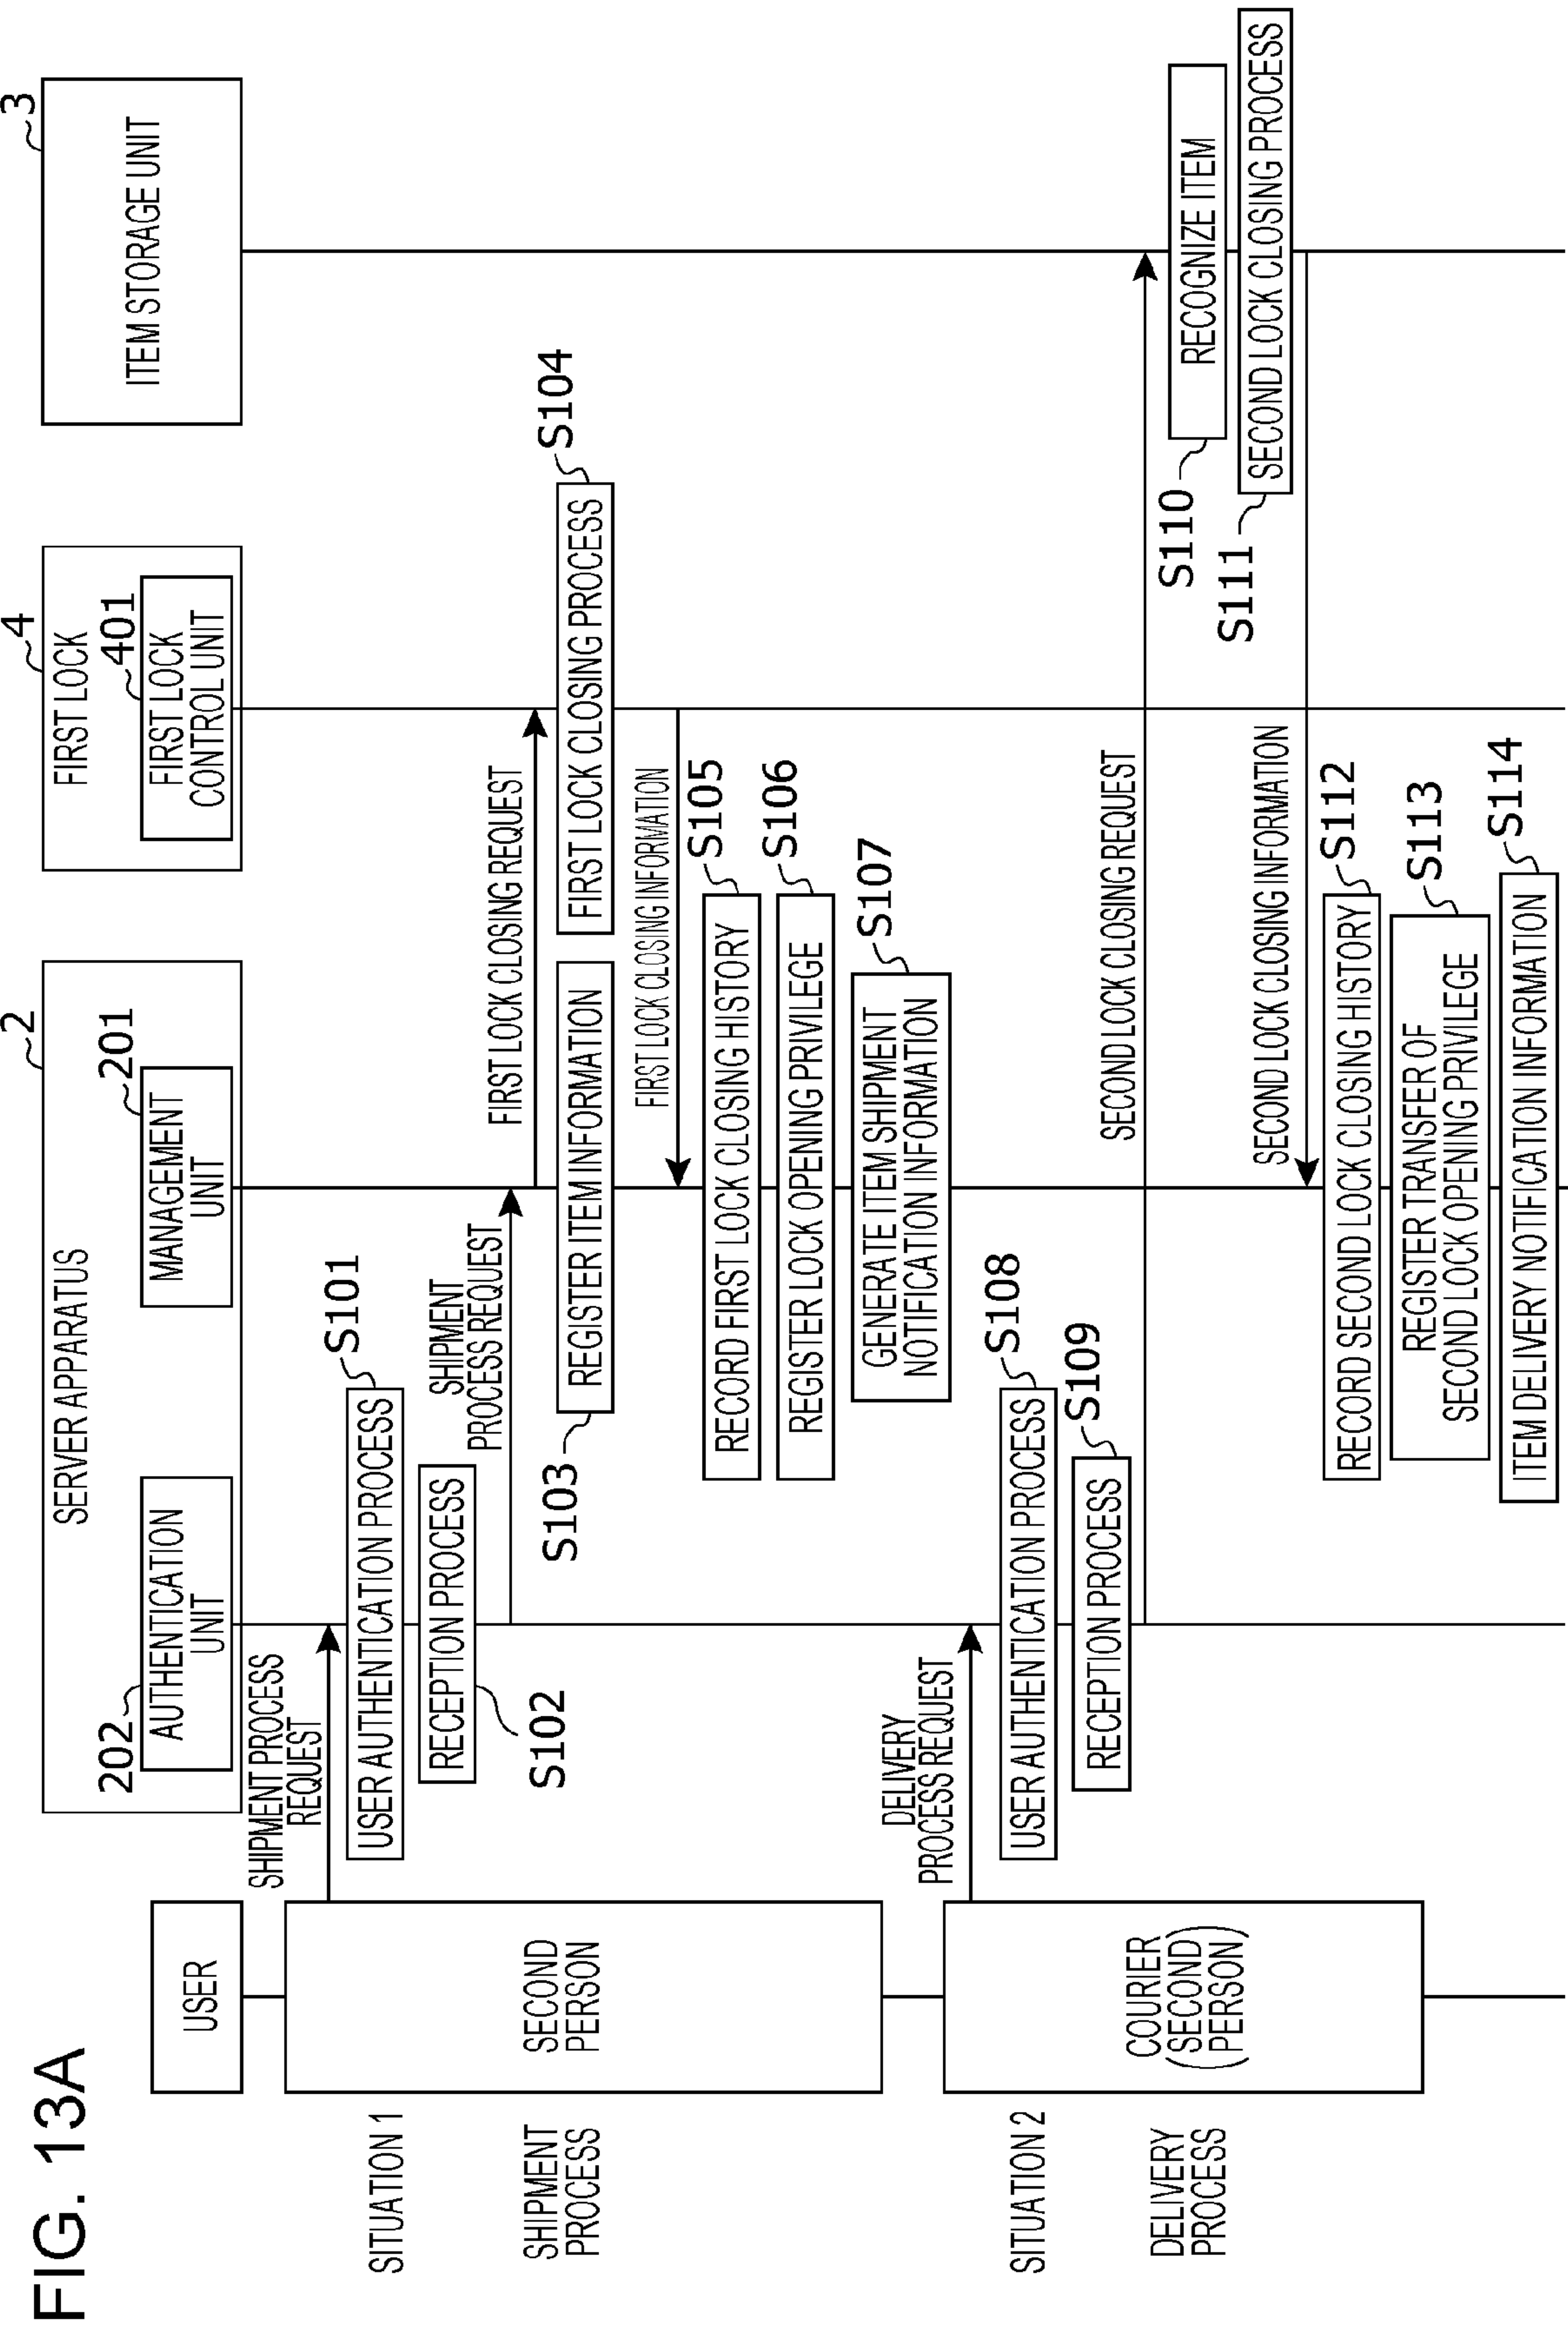 FIG. 13A
USER
SERVER APPARATUS
2
202
AUTHENTICATION
UNIT
201
MANAGEMENT
UNIT
4
FIRST LOCK
401
FIRST LOCK
CONTROL UNIT
3
ITEM STORAGE UNIT
SITUATION 1
SHIPMENT
PROCESS
SECOND
PERSON
SHIPMENT PROCESS
REQUEST
USER AUTHENTICATION PROCESS
S101
RECEPTION PROCESS
S102
SHIPMENT
PROCESS REQUEST
FIRST LOCK CLOSING REQUEST
S103
REGISTER ITEM INFORMATION
FIRST LOCK CLOSING PROCESS
S104
FIRST LOCK CLOSING INFORMATION
RECORD FIRST LOCK CLOSING HISTORY
S105
REGISTER LOCK OPENING PRIVILEGE
S106
GENERATE ITEM SHIPMENT
NOTIFICATION INFORMATION
S107
SITUATION 2
DELIVERY
PROCESS
COURIER
(SECOND
PERSON)
DELIVERY
PROCESS REQUEST
USER AUTHENTICATION PROCESS
S108
RECEPTION PROCESS
S109
SECOND LOCK CLOSING REQUEST
S110
RECOGNIZE ITEM
S111
SECOND LOCK CLOSING PROCESS
SECOND LOCK CLOSING INFORMATION
RECORD SECOND LOCK CLOSING HISTORY
S112
REGISTER TRANSFER OF
SECOND LOCK OPENING PRIVILEGE
S113
ITEM DELIVERY NOTIFICATION INFORMATION
S114